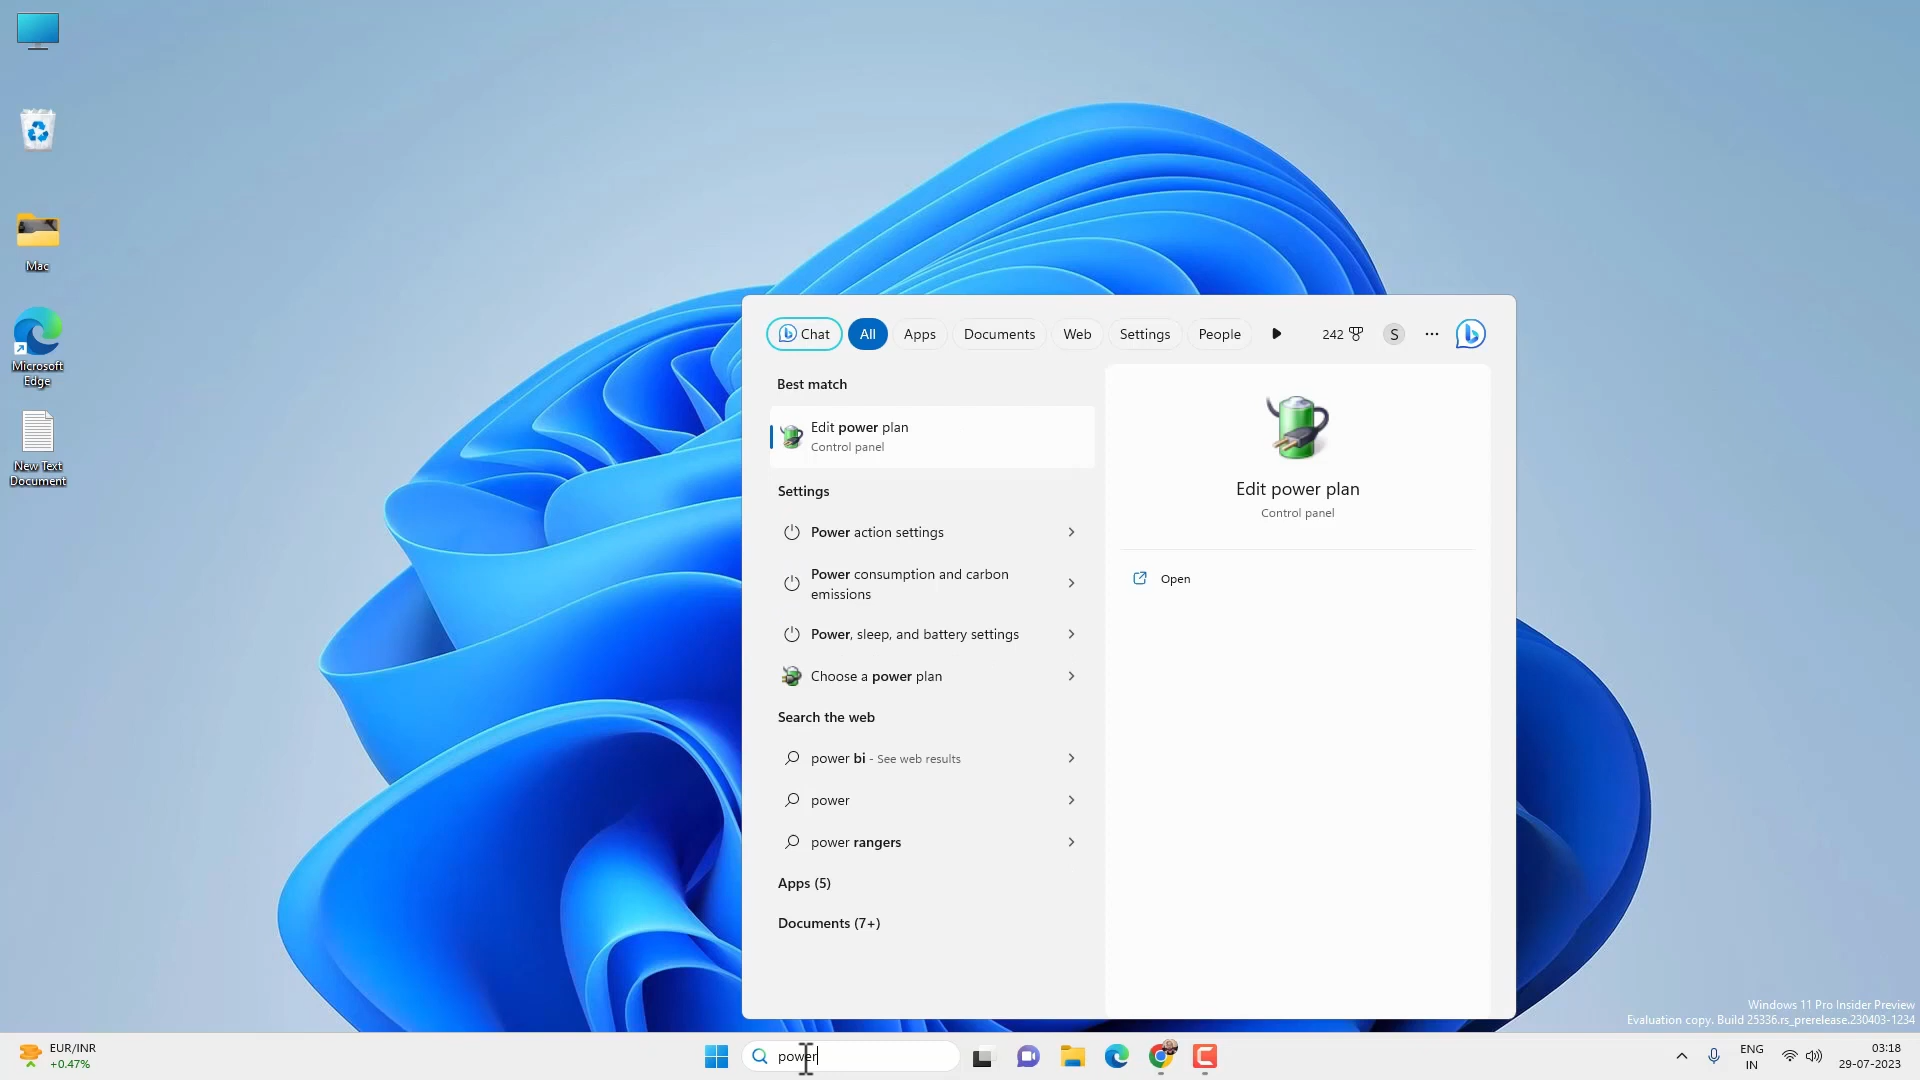 Mac
Microsoft
Edge
New Text
Document
Chat
All
Apps
Documents
Web
Settings
People
242
S
Best match
Edit power plan
Control panel
Settings
Power action settings
Power consumption and carbon
emissions
Power, sleep, and battery settings
Choose a power plan
Search the web
power bi - See web results
power
power rangers
Apps (5)
Documents (7+)
Edit power plan
Control panel
Open
Windows 11 Pro Insider Preview
Evaluation copy. Build 25336.rs_prerelease.230403-1234
EUR/INR
+0.47%
power
ENG
IN
03:18
29-07-2023